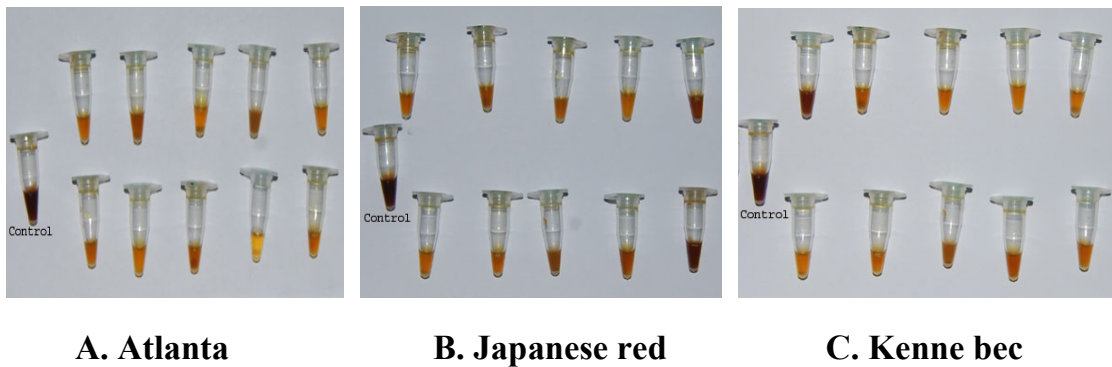 Control
Control
Control
A. Atlanta
B. Japanese red
C. Kenne bec